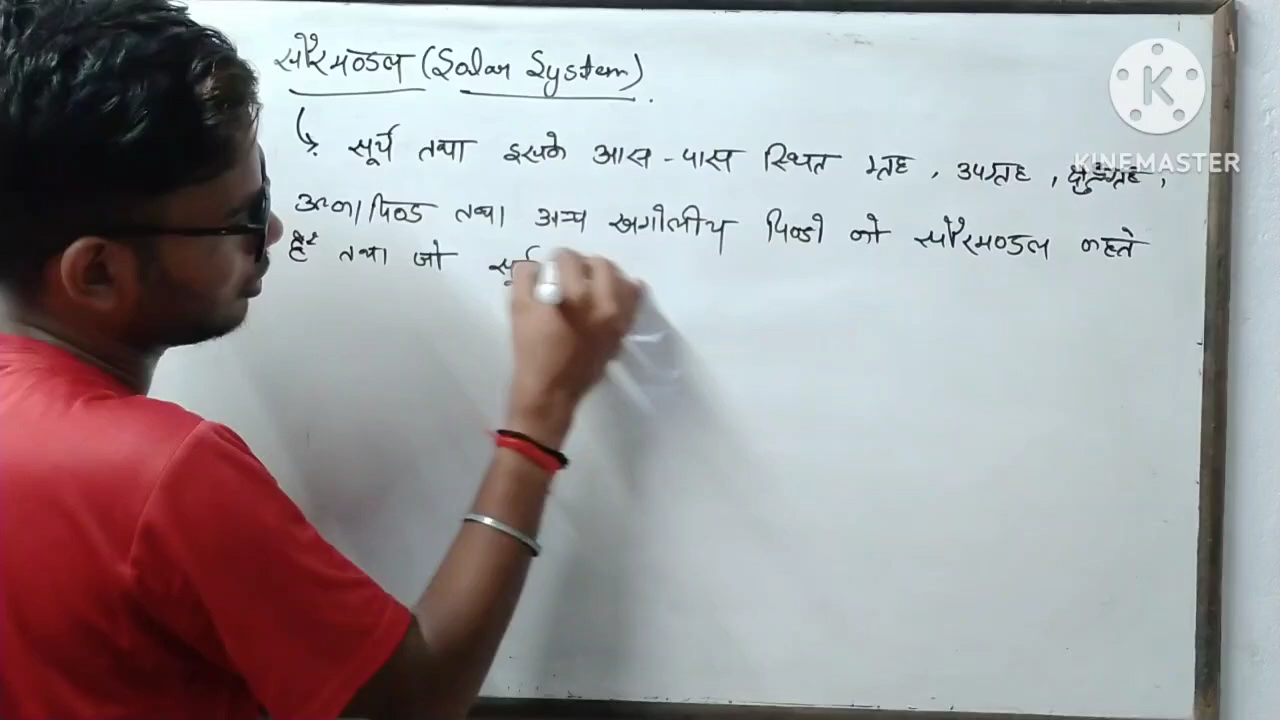 सौरमण्डल (Solar System).
सूर्य तथा इसके आस-पास स्थित ग्रह, उपग्रह, क्षुद्रग्रह,
उल्कापिण्ड तथा अन्य खगोलीय पिण्डो को सौरमण्डल कहते
है तथा जो सूर्य
K
KINEMASTER